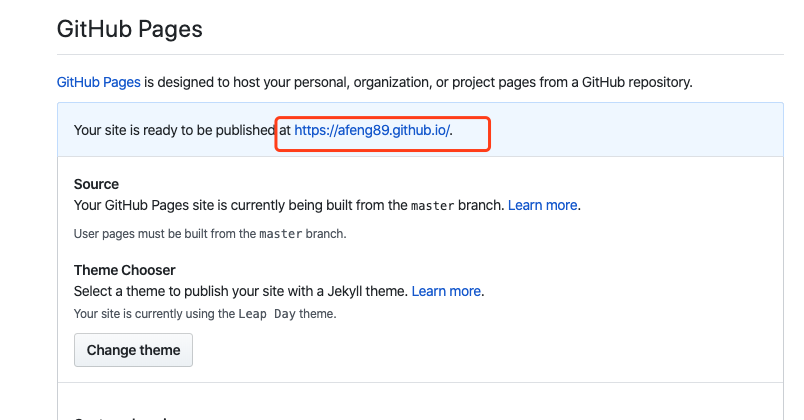 GitHub Pages
GitHub Pages is designed to host your personal, organization, or project pages from a GitHub repository.
Your site is ready to be published at https://afeng89.github.io/.
Source
Your GitHub Pages site is currently being built from the master branch. Learn more.
User pages must be built from the master branch.
Theme Chooser
Select a theme to publish your site with a Jekyll theme. Learn more.
Your site is currently using the Leap Day theme.
Change theme